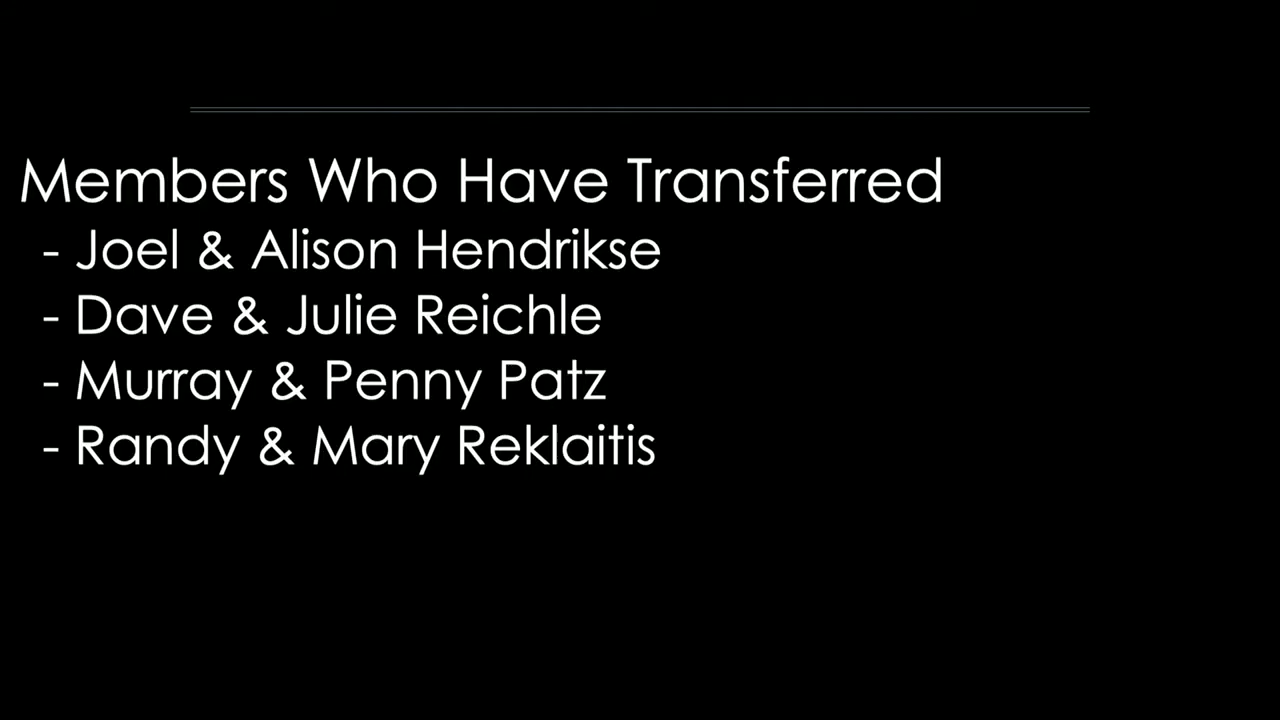 Members Who Have Transferred
- Joel & Alison Hendrikse
- Dave & Julie Reichle
- Murray & Penny Patz
- Randy & Mary Reklaitis